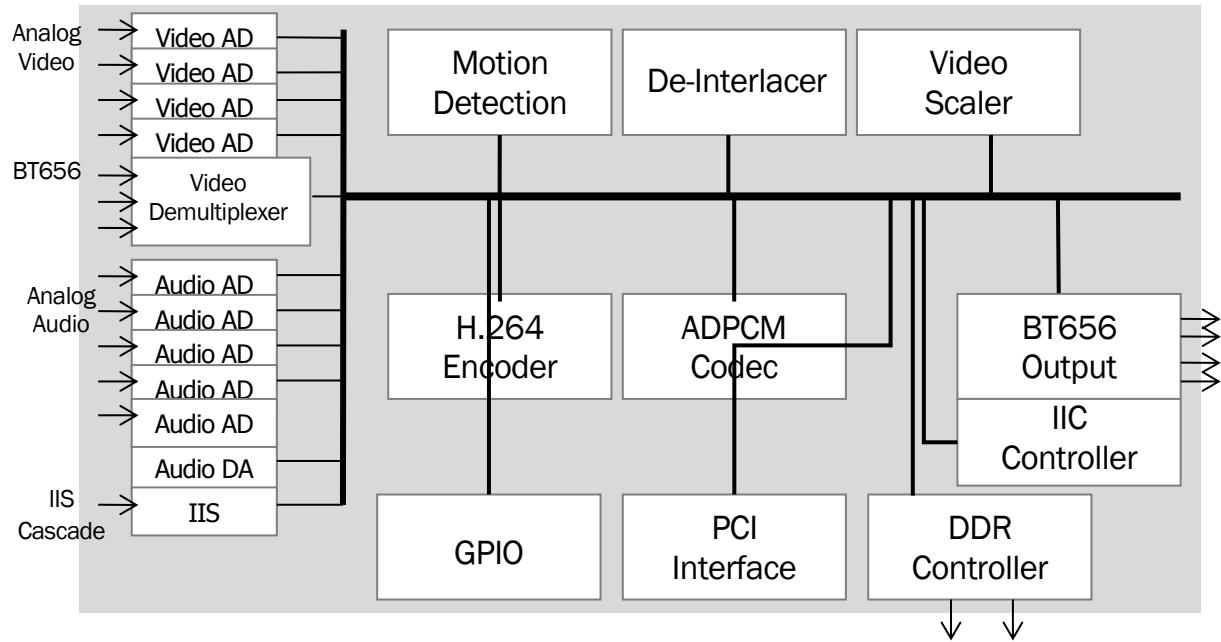 Analog
Video
Video AD
Video AD
Video AD
Video AD
BT656
Video
Demultiplexer
Analog
Audio
Audio AD
Audio AD
Audio AD
Audio AD
Audio AD
Audio DA
IIS
Cascade
IIS
Motion
Detection
De-Interlacer
Video
Scaler
H.264
Encoder
ADPCM
Codec
BT656
Output
IIC
Controller
GPIO
PCI
Interface
DDR
Controller